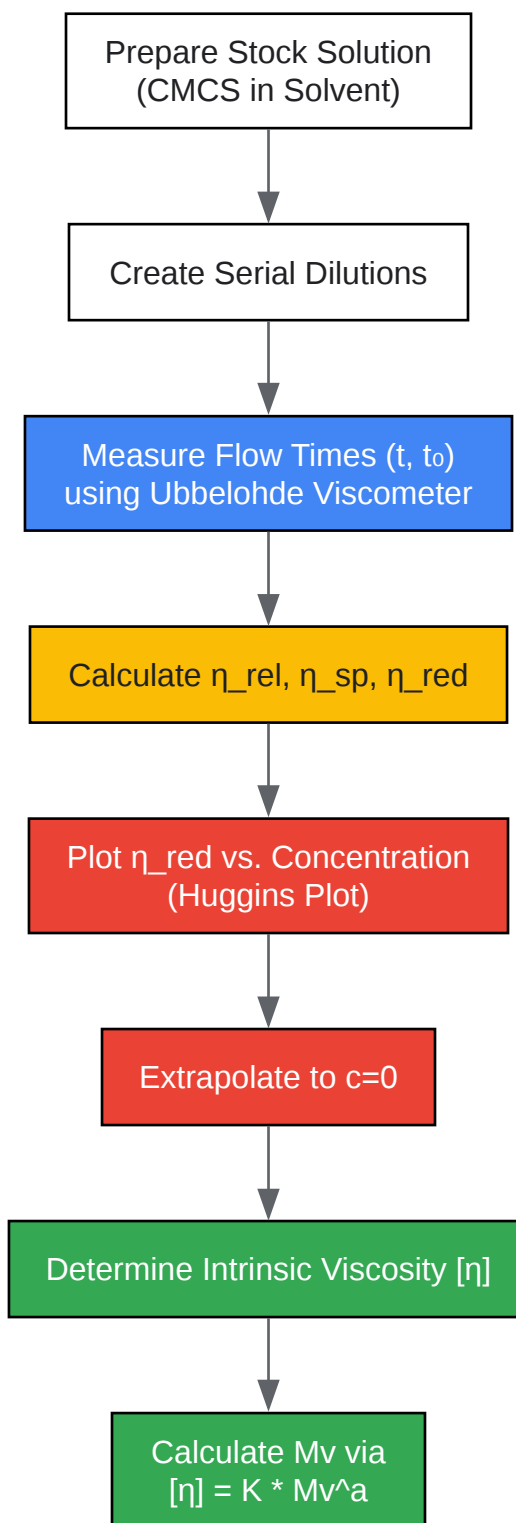 Prepare Stock Solution
(CMCS in Solvent)
Create Serial Dilutions
Measure Flow Times (t, t₀)
using Ubbelohde Viscometer
Calculate η_rel, η_sp, η_red
Plot η_red vs. Concentration
(Huggins Plot)
Extrapolate to c=0
Determine Intrinsic Viscosity [η]
Calculate Mv via
[η] = K * Mv^a